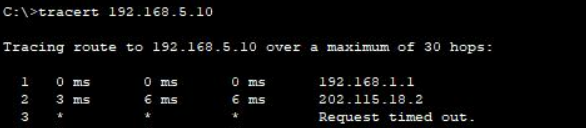 C:\>tracert 192.168.5.10
Tracing route to 192.168.5.10 over a maximum of 30 hops:
1 0 ms 0 ms 0 ms 192.168.1.1
2 3 ms 6 ms 6 ms 202.115.18.2
3 * * * Request timed out.